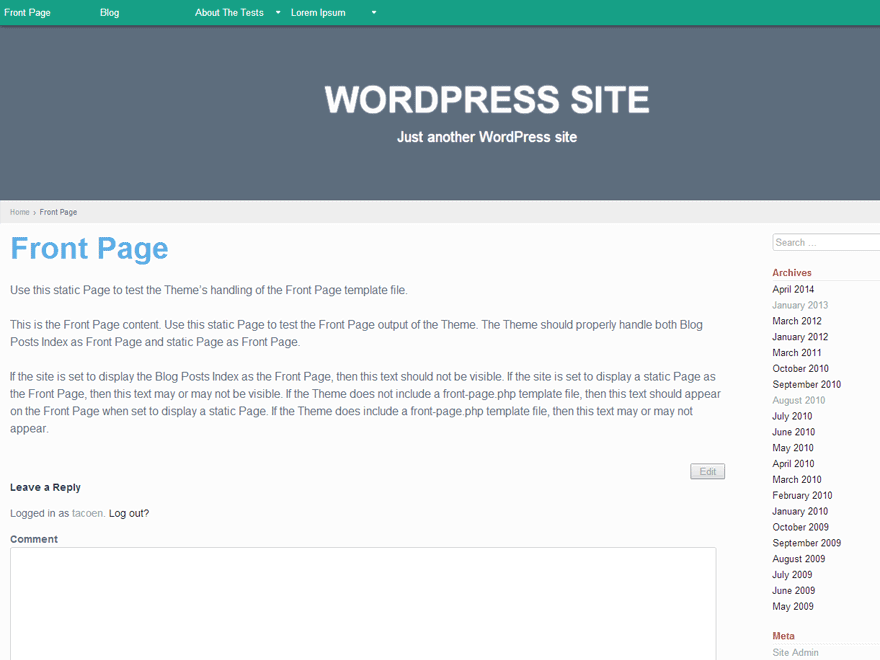 Front Page Blog About The Tests Lorem Ipsum
WORDPRESS SITE
Just another WordPress site
Home › Front Page
Front Page
Use this static Page to test the Theme's handling of the Front Page template file.
This is the Front Page content. Use this static Page to test the Front Page output of the Theme. The Theme should properly handle both Blog
Posts Index as Front Page and static Page as Front Page.
If the site is set to display the Blog Posts Index as the Front Page, then this text should not be visible. If the site is set to display a static Page as
the Front Page, then this text may or may not be visible. If the Theme does not include a front-page.php template file, then this text should appear
on the Front Page when set to display a static Page. If the Theme does include a front-page.php template file, then this text may or may not
appear.
Edit
Leave a Reply
Logged in as tacoen. Log out?
Comment
Search ...
Archives
April 2014
January 2013
March 2012
January 2012
March 2011
October 2010
September 2010
August 2010
July 2010
June 2010
May 2010
April 2010
March 2010
February 2010
January 2010
October 2009
September 2009
August 2009
July 2009
June 2009
May 2009
Meta
Site Admin